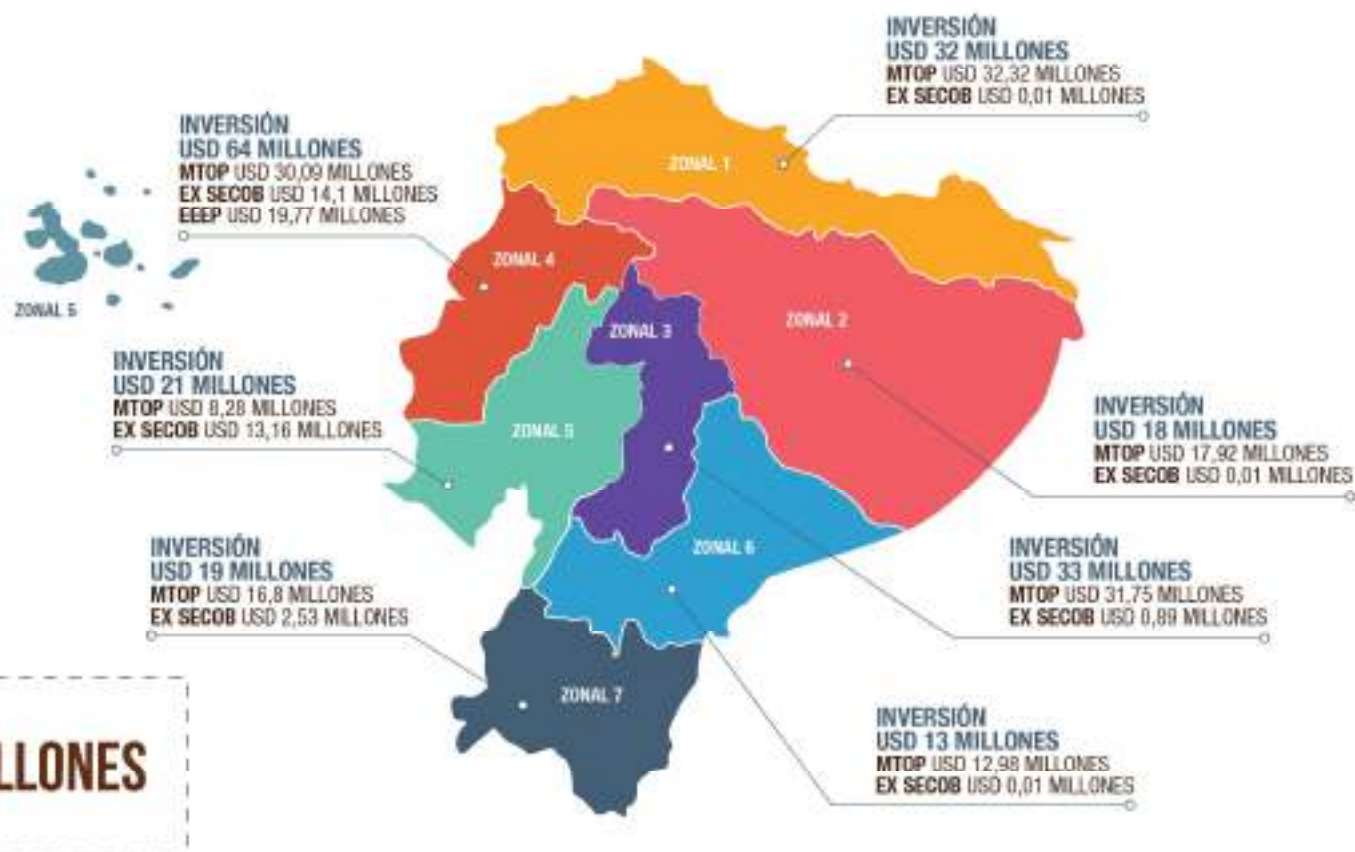 INVERSIÓN
USD 32 MILLONES
MTOP USD 32,32 MILLONES
EX SECOB USD 0,01 MILLONES
INVERSIÓN
USD 64 MILLONES
MTOP USD 30,09 MILLONES
EX SECOB USD 14,1 MILLONES
EEEP USD 19,77 MILLONES
ZONAL 1
ZONAL 4
ZONAL 5
ZONAL 2
ZONAL 3
INVERSIÓN
USD 21 MILLONES
MTOP USD 8,28 MILLONES
EX SECOB USD 13,16 MILLONES
ZONAL 5
INVERSIÓN
USD 18 MILLONES
MTOP USD 17,92 MILLONES
EX SECOB USD 0,01 MILLONES
INVERSIÓN
USD 19 MILLONES
MTOP USD 16,8 MILLONES
EX SECOB USD 2,53 MILLONES
ZONAL 6
INVERSIÓN
USD 33 MILLONES
MTOP USD 31,75 MILLONES
EX SECOB USD 0,89 MILLONES
ZONAL 7
INVERSIÓN
USD 13 MILLONES
MTOP USD 12,98 MILLONES
EX SECOB USD 0,01 MILLONES
LLONES